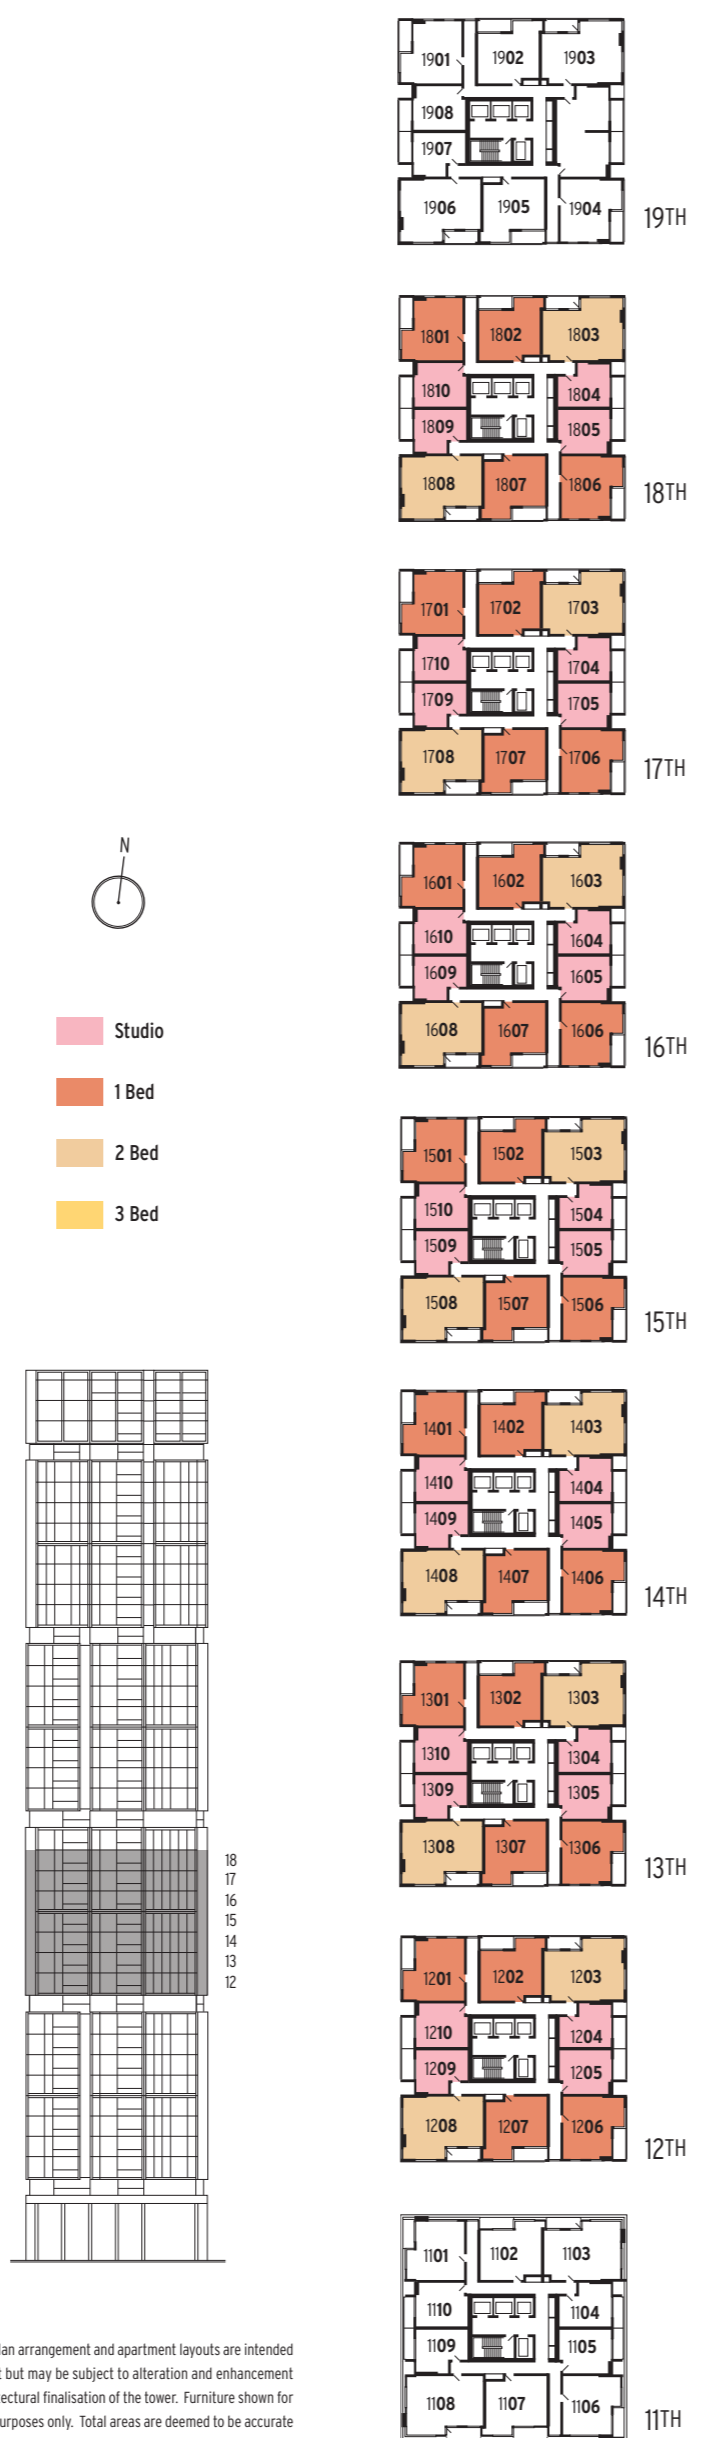 1901 1902 1903
1908
1907
1906 1905 1904
19TH
1801 1802 1803
1810 1804
1809 1805
1808 1807 1806
18TH
1701 1702 1703
1710 1704
1709 1705
1708 1707 1706
17TH
N
1601 1602 1603
1610 1604
1609 1605
1608 1607 1606
16TH
Studio
1 Bed
2 Bed
3 Bed
1501 1502 1503
1510 1504
1509 1505
1508 1507 1506
15TH
1401 1402 1403
1410 1404
1409 1405
1408 1407 1406
14TH
1301 1302 1303
1310 1304
1309 1305
1308 1307 1306
13TH
18
17
16
15
14
13
12
1201 1202 1203
1210 1204
1209 1205
1208 1207 1206
12TH
1101 1102 1103
1110 1104
1109 1105
1108 1107 1106
11TH
arrangement and apartment layouts are intended
but may be subject to alteration and enhancement
finalisation of the tower. Furniture shown for
purposes only. Total areas are deemed to be accurate